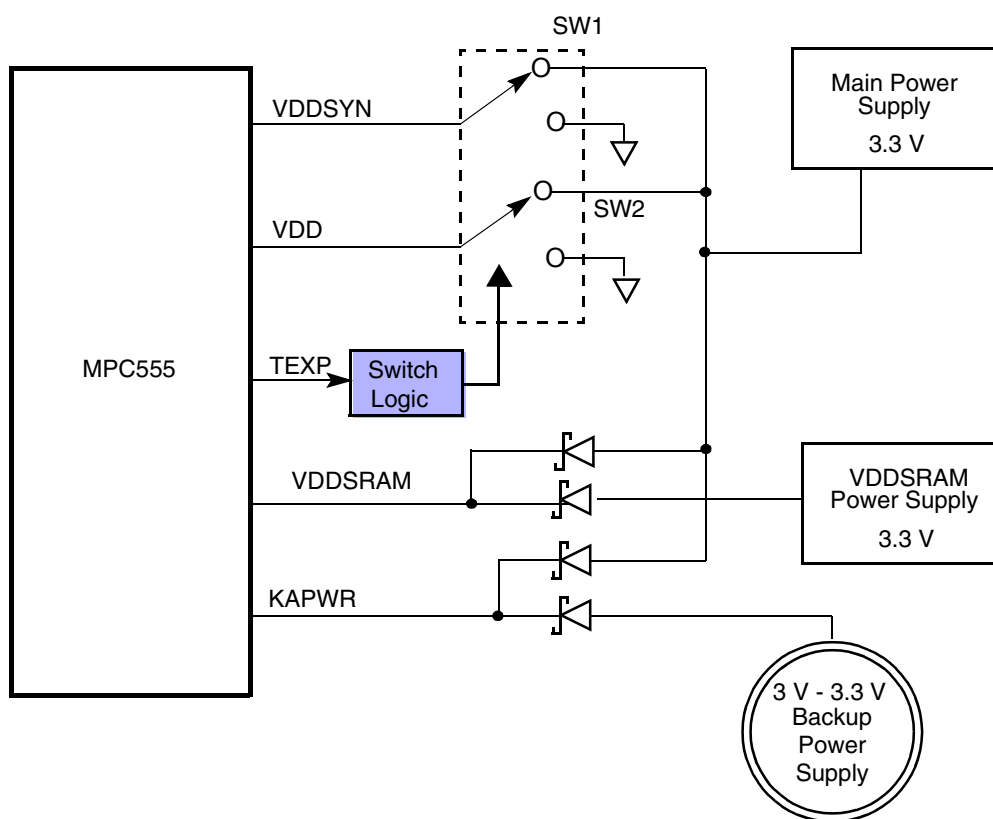 SW1
Main Power
Supply
3.3 V
VDDSYN
SW2
VDD
MPC555
TEXP
Switch
Logic
VDDSRAM
VDDSRAM
Power Supply
3.3 V
KAPWR
3 V - 3.3 V
Backup
Power
Supply